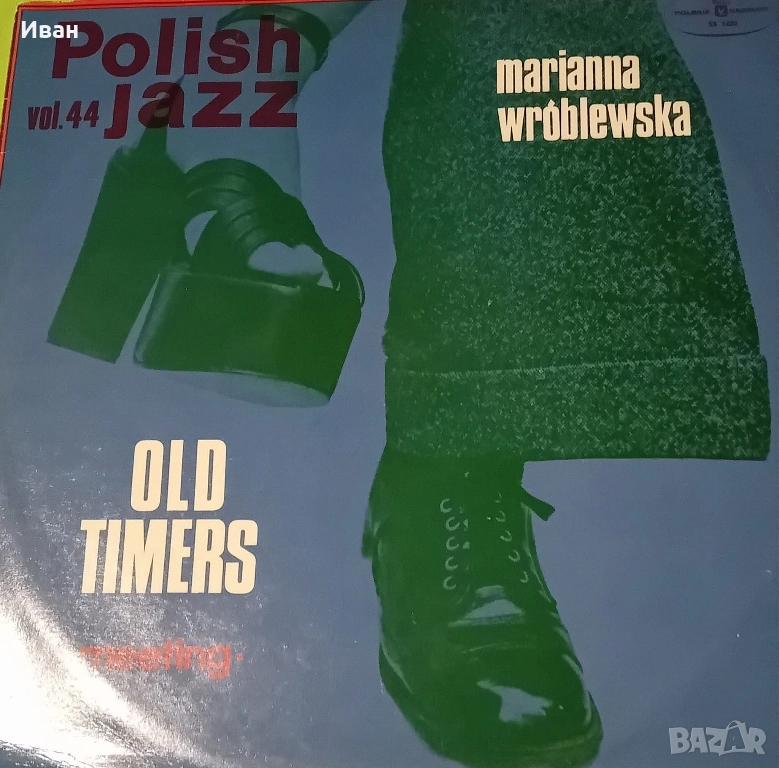 Иван
Polish
vol.44 jazz
marianna
wróblewska
OLD
TIMERS
meeting
BAZAR